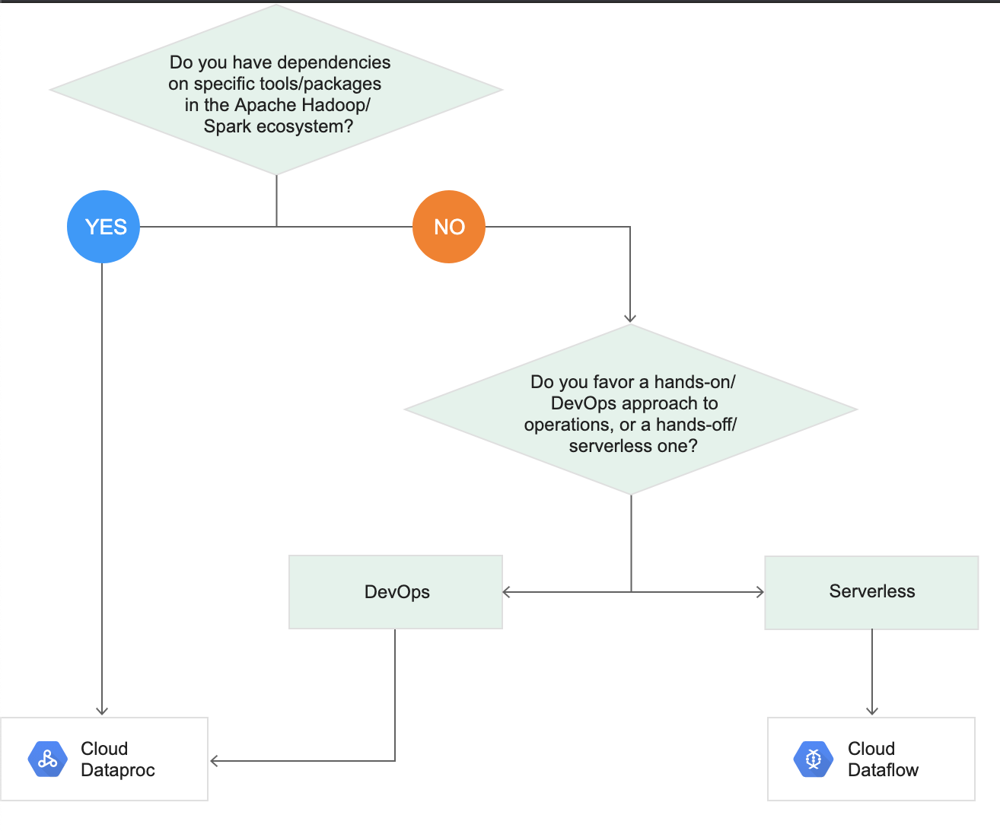 Do you have dependencies
on specific tools/packages
in the Apache Hadoop/
Spark ecosystem?
YES
NO
Do you favor a hands-on/
DevOps approach to
operations, or a hands-off/
serverless one?
DevOps
Serverless
Cloud
Dataproc
Cloud
Dataflow